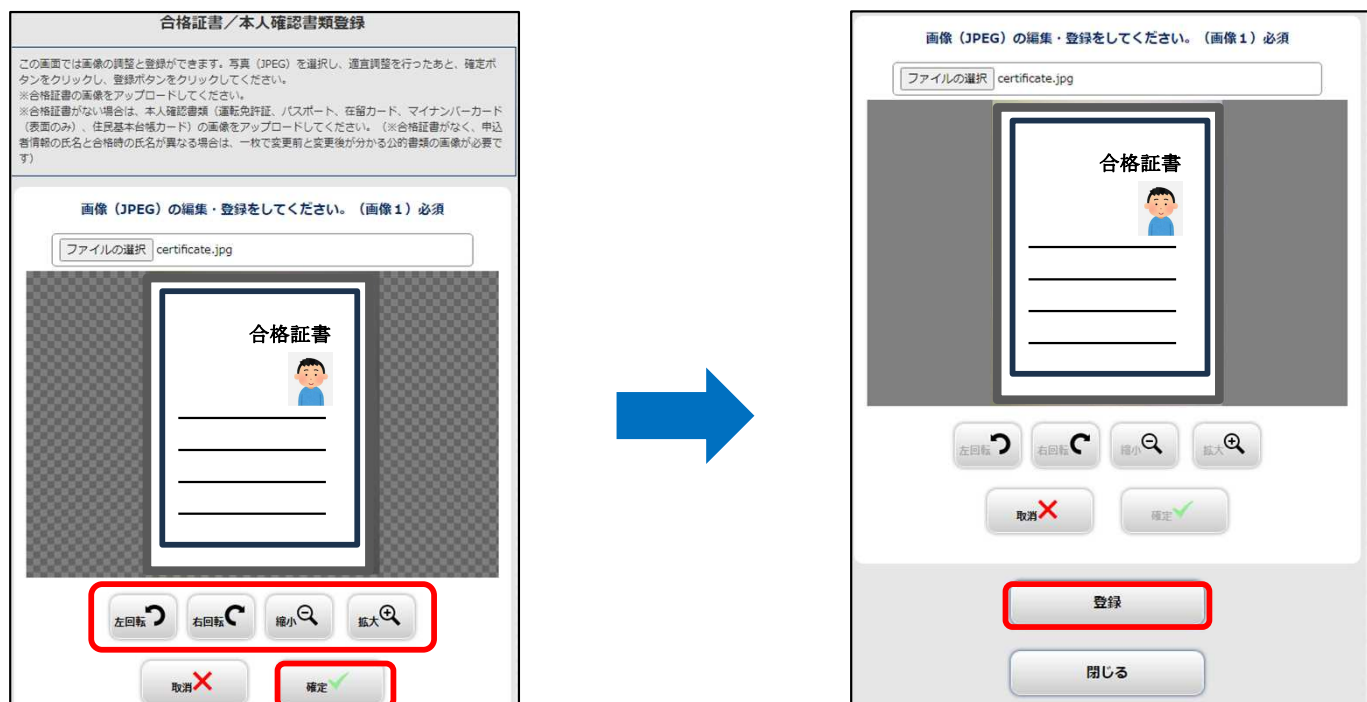 合格証書／本人確認書類登録
この画面では画像の調整と登録ができます。写真（JPEG）を選択し、適宜調整を行ったあと、確定ボ
タンをクリックし、登録ボタンをクリックしてください。
※合格証書の画像をアップロードしてください。
※合格証書がない場合は、本人確認書類（運転免許証、パスポート、在留カード、マイナンバーカード
（表面のみ）、住民基本台帳カード）の画像をアップロードしてください。（※合格証書がなく、申込
者情報の氏名と合格時の氏名が異なる場合は、一枚で変更前と変更後が分かる公的書類の画像が必要で
す）
画像（JPEG）の編集・登録をしてください。（画像１）必須
ファイルの選択 certificate.jpg
合格証書
左回転 右回転 縮小 拡大
取消 確定
画像（JPEG）の編集・登録をしてください。（画像１）必須
ファイルの選択 certificate.jpg
合格証書
左回転 右回転 縮小 拡大
取消 確定
登録
閉じる